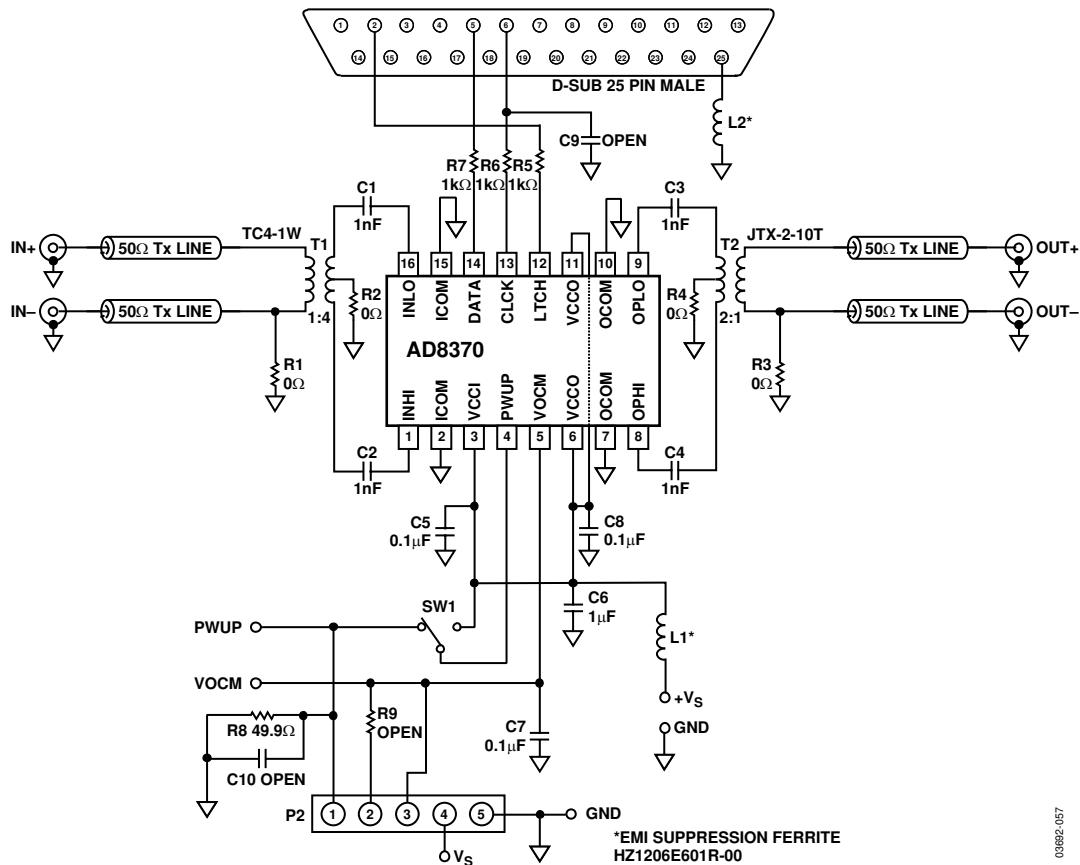 1 2 3 4 5 6 7 8 9 10 11 12 13
14 15 16 17 18 19 20 21 22 23 24 25
D-SUB 25 PIN MALE
L2*
C9 OPEN
R7 R6 R5
1kΩ 1kΩ 1kΩ
C1
1nF
C3
1nF
IN+
50Ω Tx LINE
TC4-1W
T1
1:4
R2
0Ω
IN–
50Ω Tx LINE
R1
0Ω
16 15 14 13 12 11 10 9
INLO ICOM DATA CLCK LTCH VCCO OCOM OPLO
AD8370
INHI ICOM VCCI PWUP VOCM VCCO OCOM OPHI
1 2 3 4 5 6 7 8
T2
JTX-2-10T
R4
0Ω
2:1
50Ω Tx LINE
OUT+
50Ω Tx LINE
OUT–
R3
0Ω
C2
1nF
C4
1nF
C5
0.1µF
C8
0.1µF
C6
1µF
SW1
PWUP
L1*
VOCM
+VS
GND
R8 49.9Ω
C10 OPEN
R9
OPEN
C7
0.1µF
P2 1 2 3 4 5
GND
VS
*EMI SUPPRESSION FERRITE
HZ1206E601R-00
03692-057